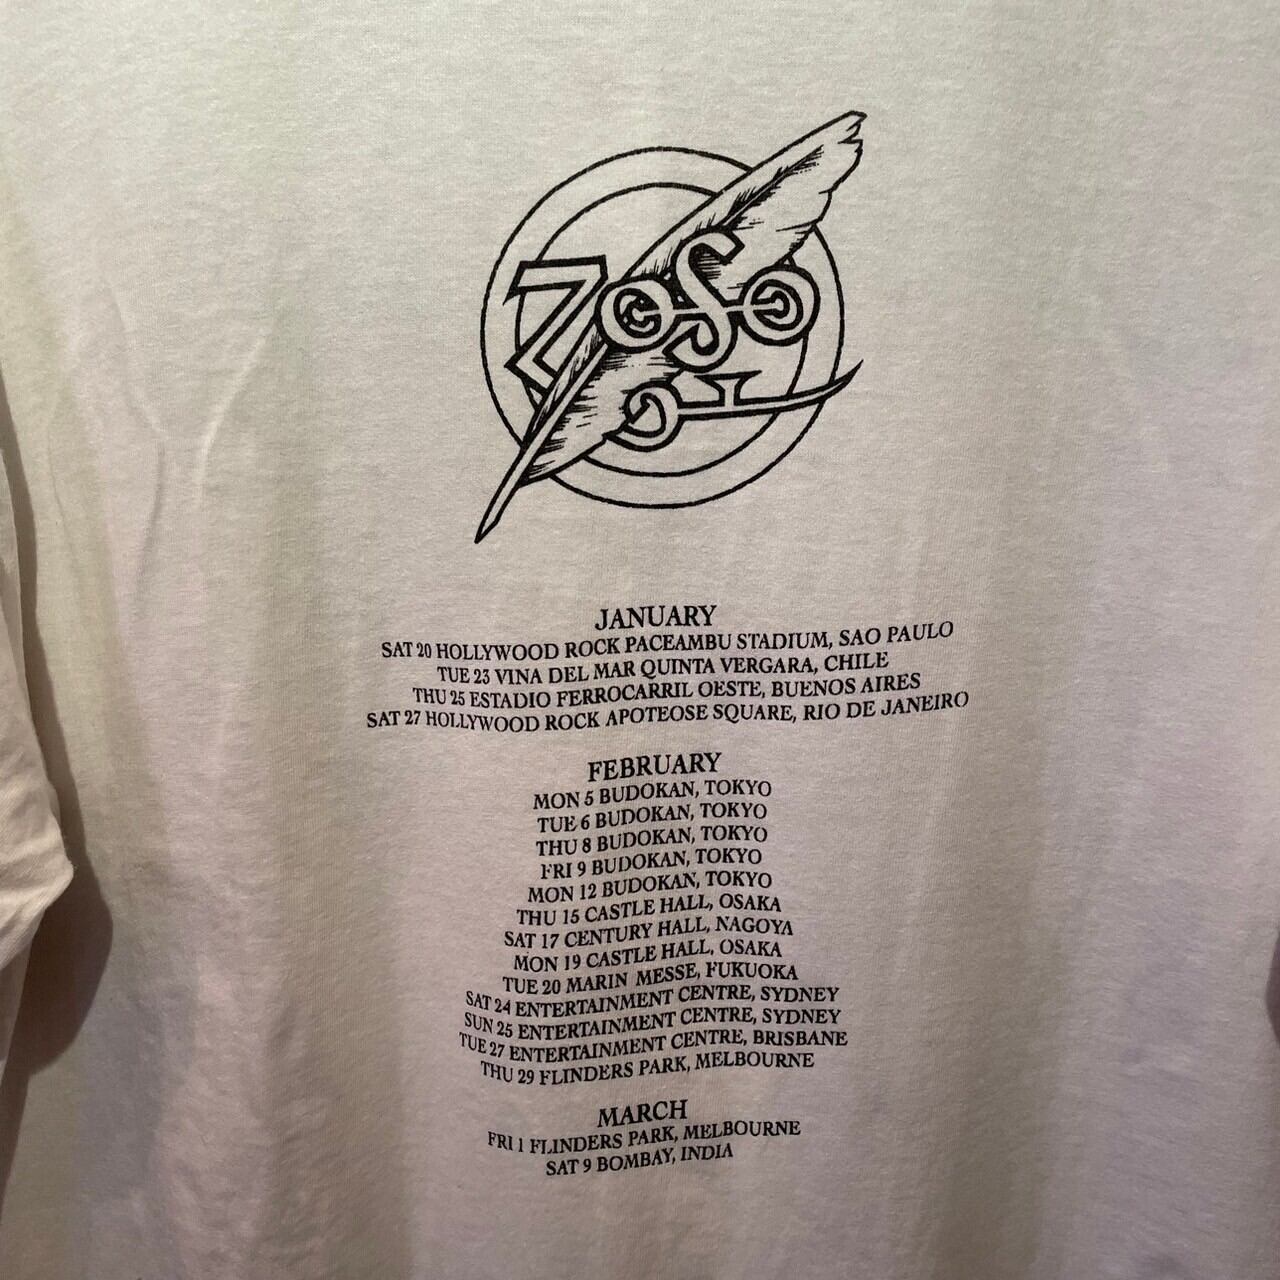 ZOSO
JANUARY
SAT 20 HOLLYWOOD ROCK PACEAMBU STADIUM, SAO PAULO
TUE 23 VINA DEL MAR QUINTA VERGARA, CHILE
THU 25 ESTADIO FERROCARRIL OESTE, BUENOS AIRES
SAT 27 HOLLYWOOD ROCK APOTEOSE SQUARE, RIO DE JANEIRO
FEBRUARY
MON 5 BUDOKAN, TOKYO
TUE 6 BUDOKAN, TOKYO
THU 8 BUDOKAN, TOKYO
FRI 9 BUDOKAN, TOKYO
MON 12 BUDOKAN, TOKYO
THU 15 CASTLE HALL, OSAKA
SAT 17 CENTURY HALL, NAGOYA
MON 19 CASTLE HALL, OSAKA
TUE 20 MARIN MESSE, FUKUOKA
SAT 24 ENTERTAINMENT CENTRE, SYDNEY
SUN 25 ENTERTAINMENT CENTRE, SYDNEY
TUE 27 ENTERTAINMENT CENTRE, BRISBANE
THU 29 FLINDERS PARK, MELBOURNE
MARCH
FRI 1 FLINDERS PARK, MELBOURNE
SAT 9 BOMBAY, INDIA